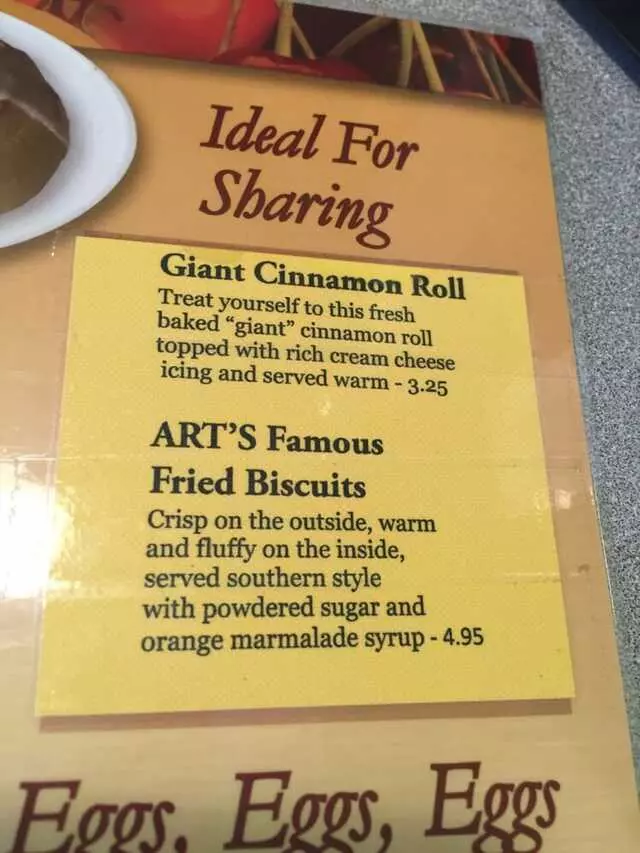 Ideal For
Sharing
Giant Cinnamon Roll
Treat yourself to this fresh
baked “giant” cinnamon roll
topped with rich cream cheese
icing and served warm - 3.25
ART’S Famous
Fried Biscuits
Crisp on the outside, warm
and fluffy on the inside,
served southern style
with powdered sugar and
orange marmalade syrup - 4.95
Eggs, Eggs, Eggs